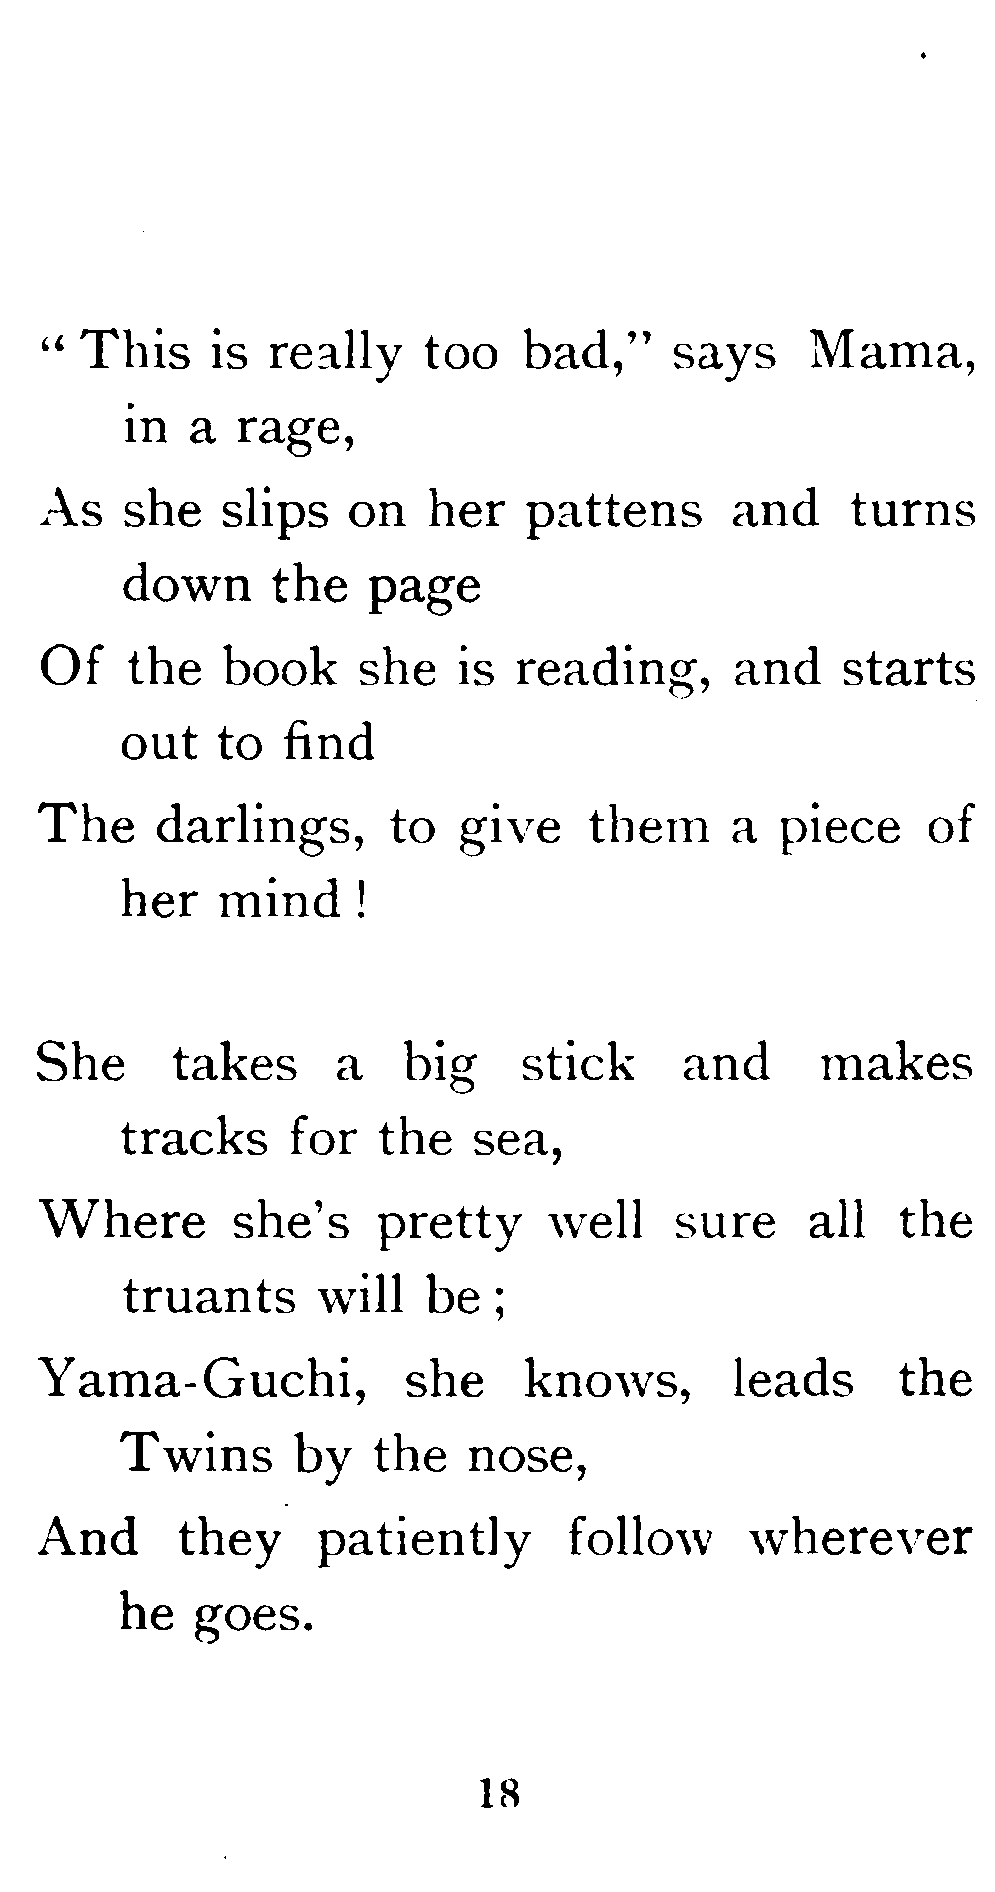 “ This is really too bad,” says Mama,
in a rage,
As she slips on her pattens and turns
down the page
Of the book she is reading, and starts
out to find
The darlings, to give them a piece of
her mind !
She takes a big stick and makes
tracks for the sea,
Where she’s pretty well sure all the
truants will be ;
Yama-Guchi, she knows, leads the
Twins by the nose,
And they patiently follow wherever
he goes.
18